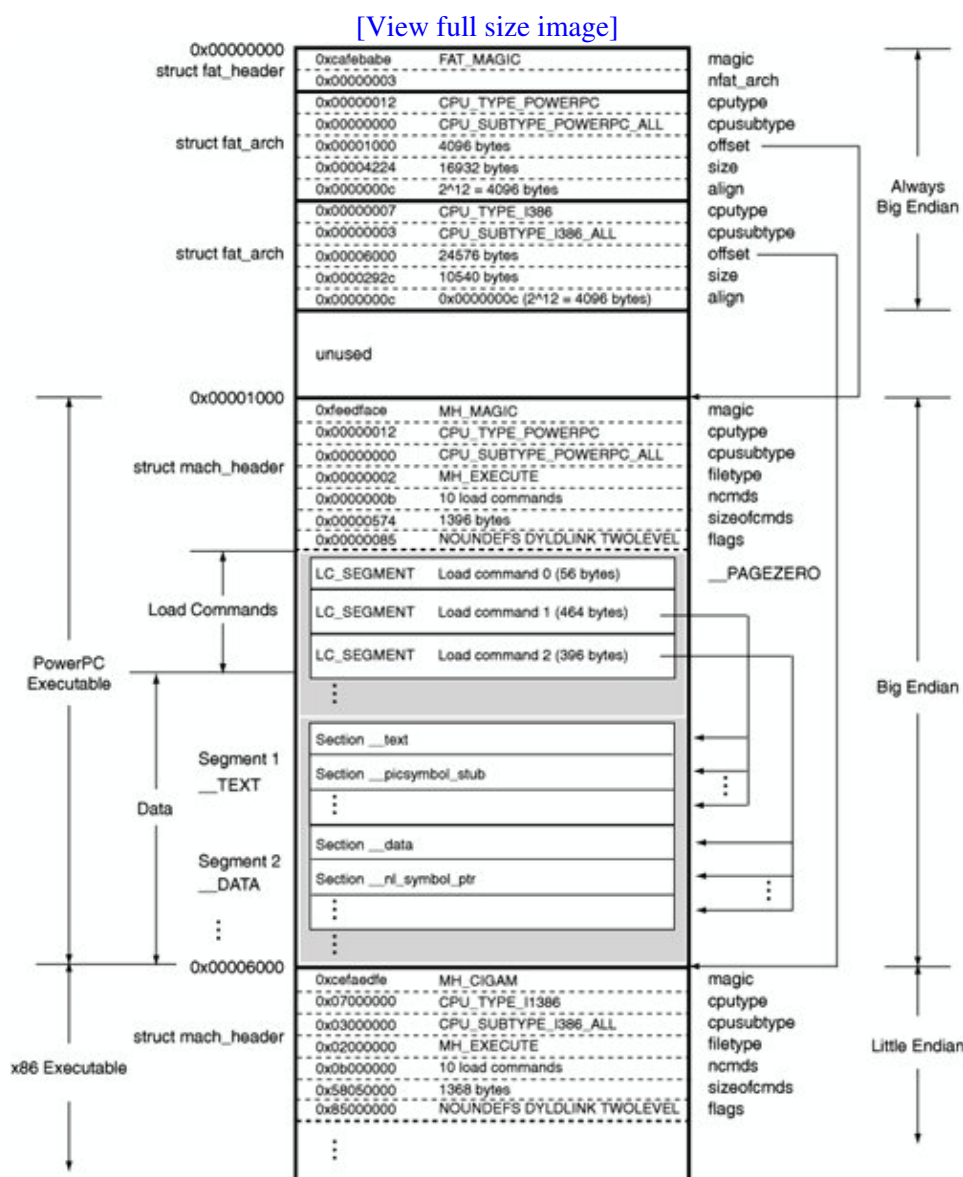 [View full size image]
0x00000000
struct fat_header
0xcafebabe FAT_MAGIC magic
0x00000003 nfat_arch
struct fat_arch
0x00000012 CPU_TYPE_POWERPC cputype
0x00000000 CPU_SUBTYPE_POWERPC_ALL cpusubtype
0x00001000 4096 bytes offset
0x00004224 16932 bytes size
0x0000000c 2^12 = 4096 bytes align
Always
Big Endian
struct fat_arch
0x00000007 CPU_TYPE_I386 cputype
0x00000003 CPU_SUBTYPE_I386_ALL cpusubtype
0x00006000 24576 bytes offset
0x0000292c 10540 bytes size
0x0000000c 0x0000000c (2^12 = 4096 bytes) align
unused
0x00001000
struct mach_header
0xfeedface MH_MAGIC magic
0x00000012 CPU_TYPE_POWERPC cputype
0x00000000 CPU_SUBTYPE_POWERPC_ALL cpusubtype
0x00000002 MH_EXECUTE filetype
0x0000000b 10 load commands ncmds
0x00000574 1396 bytes sizeofcmds
0x00000085 NOUNDEFS DYLDLINK TWOLEVEL flags
Load Commands
LC_SEGMENT Load command 0 (56 bytes) __PAGEZERO
LC_SEGMENT Load command 1 (464 bytes)
LC_SEGMENT Load command 2 (396 bytes)
⋮
PowerPC
Executable
Big Endian
Data
Segment 1
__TEXT
Section __text
Section __picsymbol_stub
⋮
⋮
Segment 2
__DATA
⋮
Section __data
Section __nl_symbol_ptr
⋮
⋮
⋮
0x00006000
struct mach_header
0xcefaedfe MH_CIGAM magic
0x07000000 CPU_TYPE_I1386 cputype
0x03000000 CPU_SUBTYPE_I386_ALL cpusubtype
0x02000000 MH_EXECUTE filetype
0x0b000000 10 load commands ncmds
0x58050000 1368 bytes sizeofcmds
0x85000000 NOUNDEFS DYLDLINK TWOLEVEL flags
⋮
x86 Executable
Little Endian